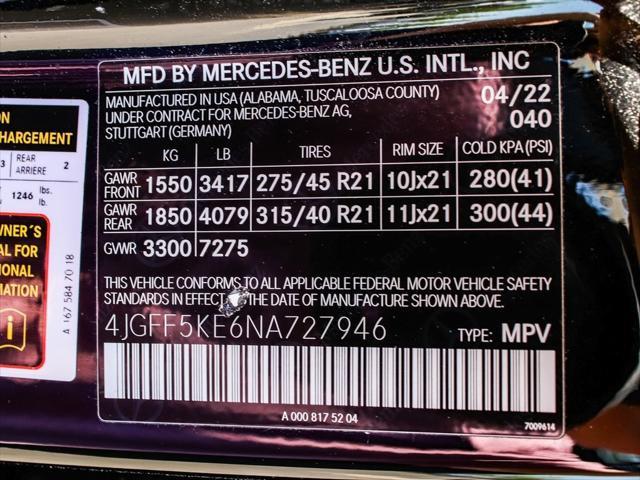 MFD BY MERCEDES-BENZ U.S. INTL., INC
MANUFACTURED IN USA (ALABAMA, TUSCALOOSA COUNTY) 04/22
UNDER CONTRACT FOR MERCEDES-BENZ AG, 040
STUTTGART (GERMANY)
KG LB TIRES RIM SIZE COLD KPA (PSI)
GAWR FRONT 1550 3417 275/45 R21 10Jx21 280(41)
GAWR REAR 1850 4079 315/40 R21 11Jx21 300(44)
GVWR 3300 7275
THIS VEHICLE CONFORMS TO ALL APPLICABLE FEDERAL MOTOR VEHICLE SAFETY
STANDARDS IN EFFECT THE DATE OF MANUFACTURE SHOWN ABOVE.
4JGFF5KE6NA727946 TYPE: MPV
A 000 817 52 04
7009614
ON
CHARGEMENT
3 REAR ARRIERE 2
1246 lbs. lb.
OWNER´S
AL FOR
IONAL
MATION
A 167 584 70 18